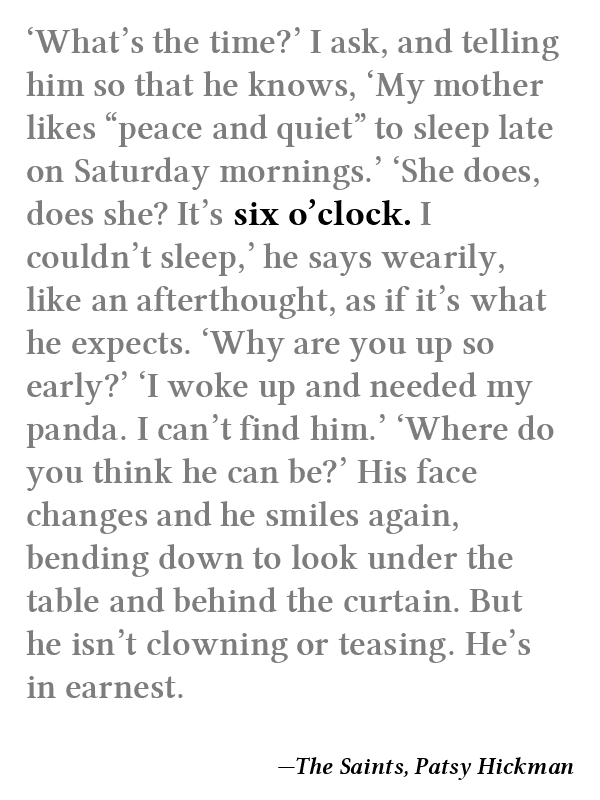 ‘What’s the time?’ I ask, and telling
him so that he knows, ‘My mother
likes “peace and quiet” to sleep late
on Saturday mornings.’ ‘She does,
does she? It’s six o’clock. I
couldn’t sleep,’ he says wearily,
like an afterthought, as if it’s what
he expects. ‘Why are you up so
early?’ ‘I woke up and needed my
panda. I can’t find him.’ ‘Where do
you think he can be?’ His face
changes and he smiles again,
bending down to look under the
table and behind the curtain. But
he isn’t clowning or teasing. He’s
in earnest.
—The Saints, Patsy Hickman